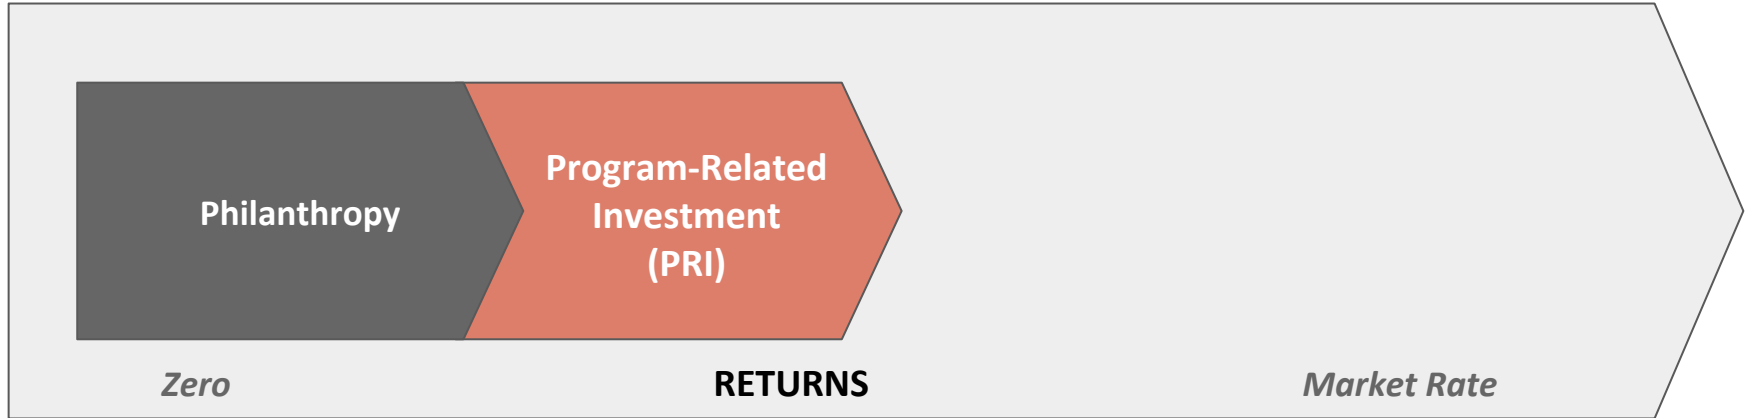 Philanthropy
Program-Related
Investment
(PRI)
Zero
RETURNS
Market Rate